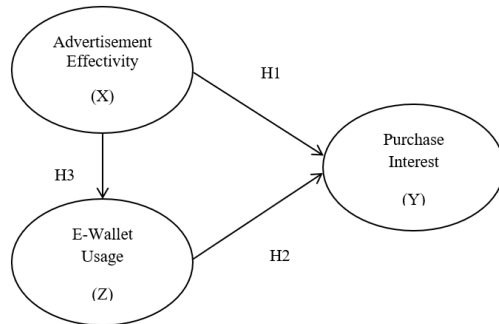 Advertisement
Effectivity
(X)
H1
Purchase
Interest
(Y)
H3
E-Wallet
Usage
(Z)
H2